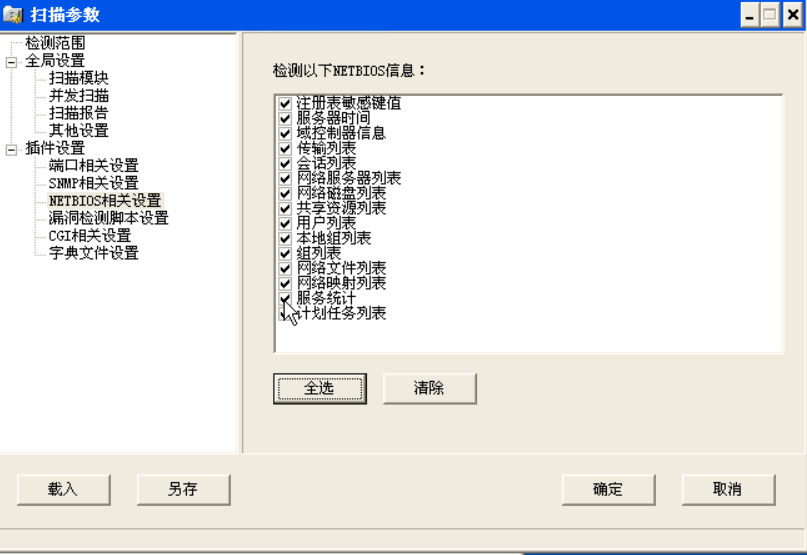 扫描参数
检测范围
全局设置
扫描模块
并发扫描
扫描报告
其他设置
插件设置
端口相关设置
SNMP相关设置
NETBIOS相关设置
漏洞检测脚本设置
CGI相关设置
字典文件设置
检测以下NETBIOS信息：
注册表敏感键值
服务器时间
域控制器信息
传输列表
会话列表
网络服务器列表
网络磁盘列表
共享资源列表
用户列表
本地组列表
组列表
网络文件列表
网络映射列表
服务统计
计划任务列表
全选
清除
载入
另存
确定
取消